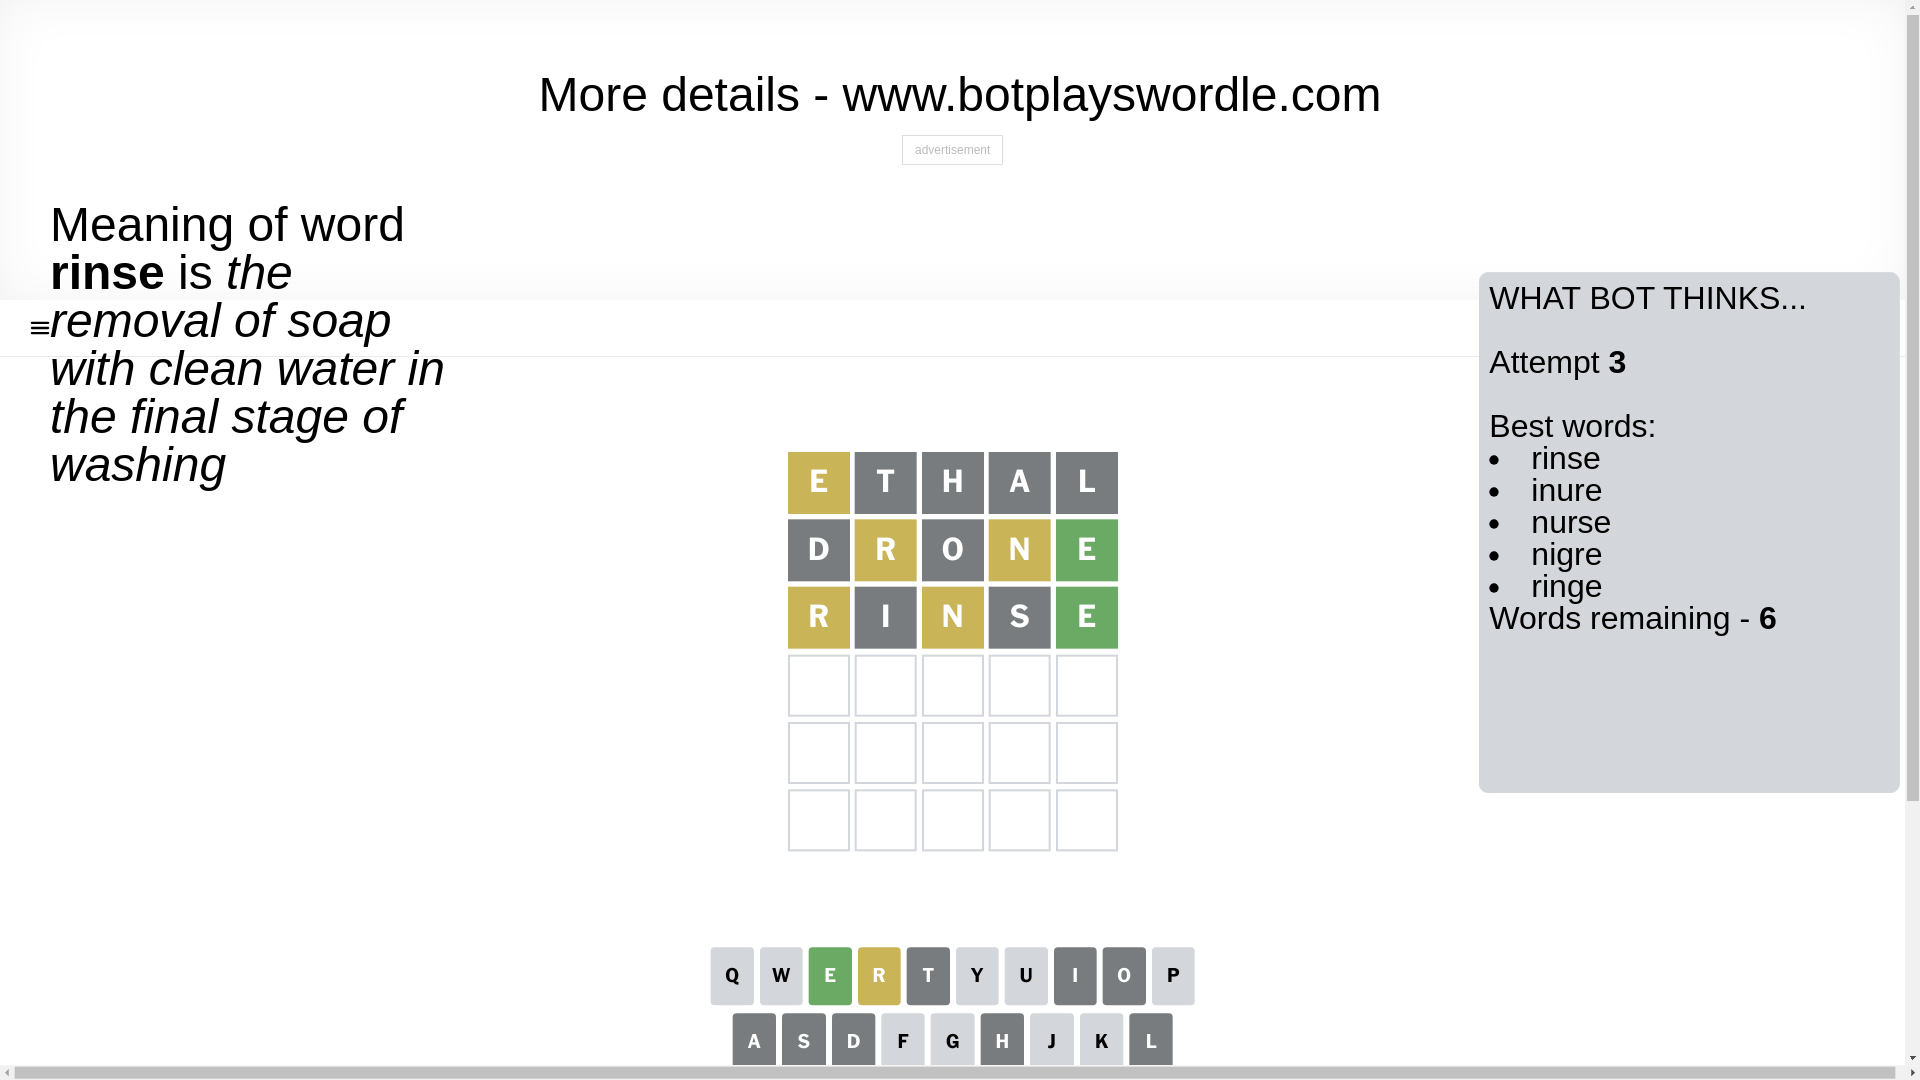 More details - www.botplayswordle.com
advertisement
Meaning of word
rinse is the
removal of soap
with clean water in
the final stage of
washing
WHAT BOT THINKS...
Attempt 3
Best words:
rinse
inure
nurse
nigre
ringe
Words remaining - 6
E T H A L
D R O N E
R I N S E
Q W E R T Y U I O P
A S D F G H J K L